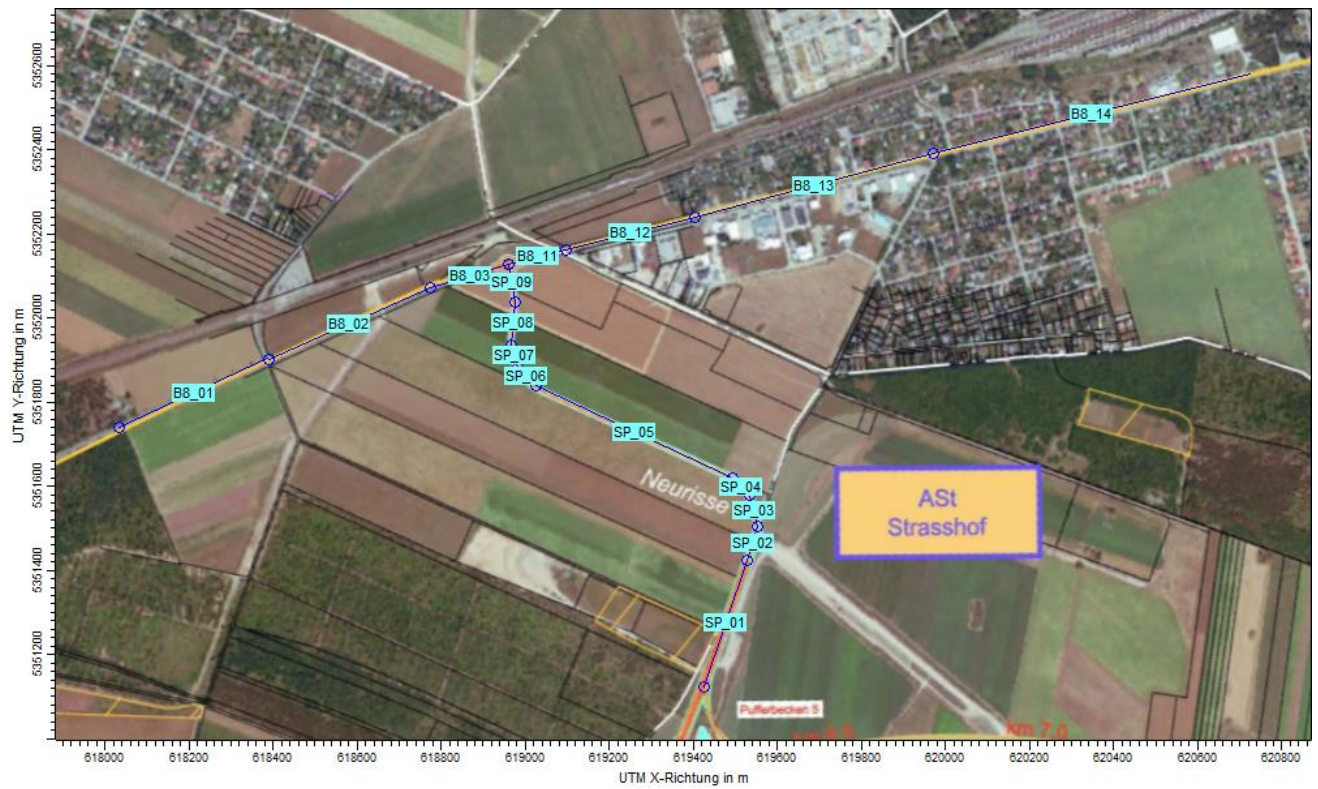 5352600
5352400
5352200
5352000
5351800
5351600
5351400
5351200
UTM Y-Richtung in m
B8_14
B8_13
B8_12
B8_11
B8_03
SP_09
B8_02
SP_08
SP_07
SP_06
B8_01
SP_05
Neurisse
SP_04
SP_03
SP_02
SP_01
ASt
Strasshof
Pufferbecken S
km 7,0
618000 618200 618400 618600 618800 619000 619200 619400 619600 619800 620000 620200 620400 620600 620800
UTM X-Richtung in m